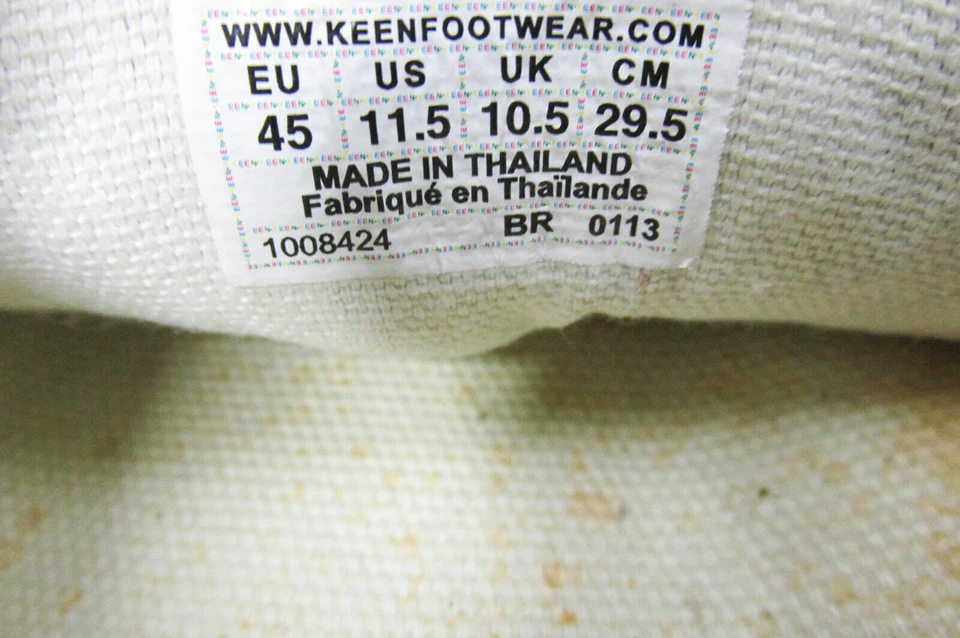 WWW.KEENFOOTWEAR.COM
EU US UK CM
45 11.5 10.5 29.5
MADE IN THAILAND
Fabriqué en Thaïlande
1008424 BR 0113